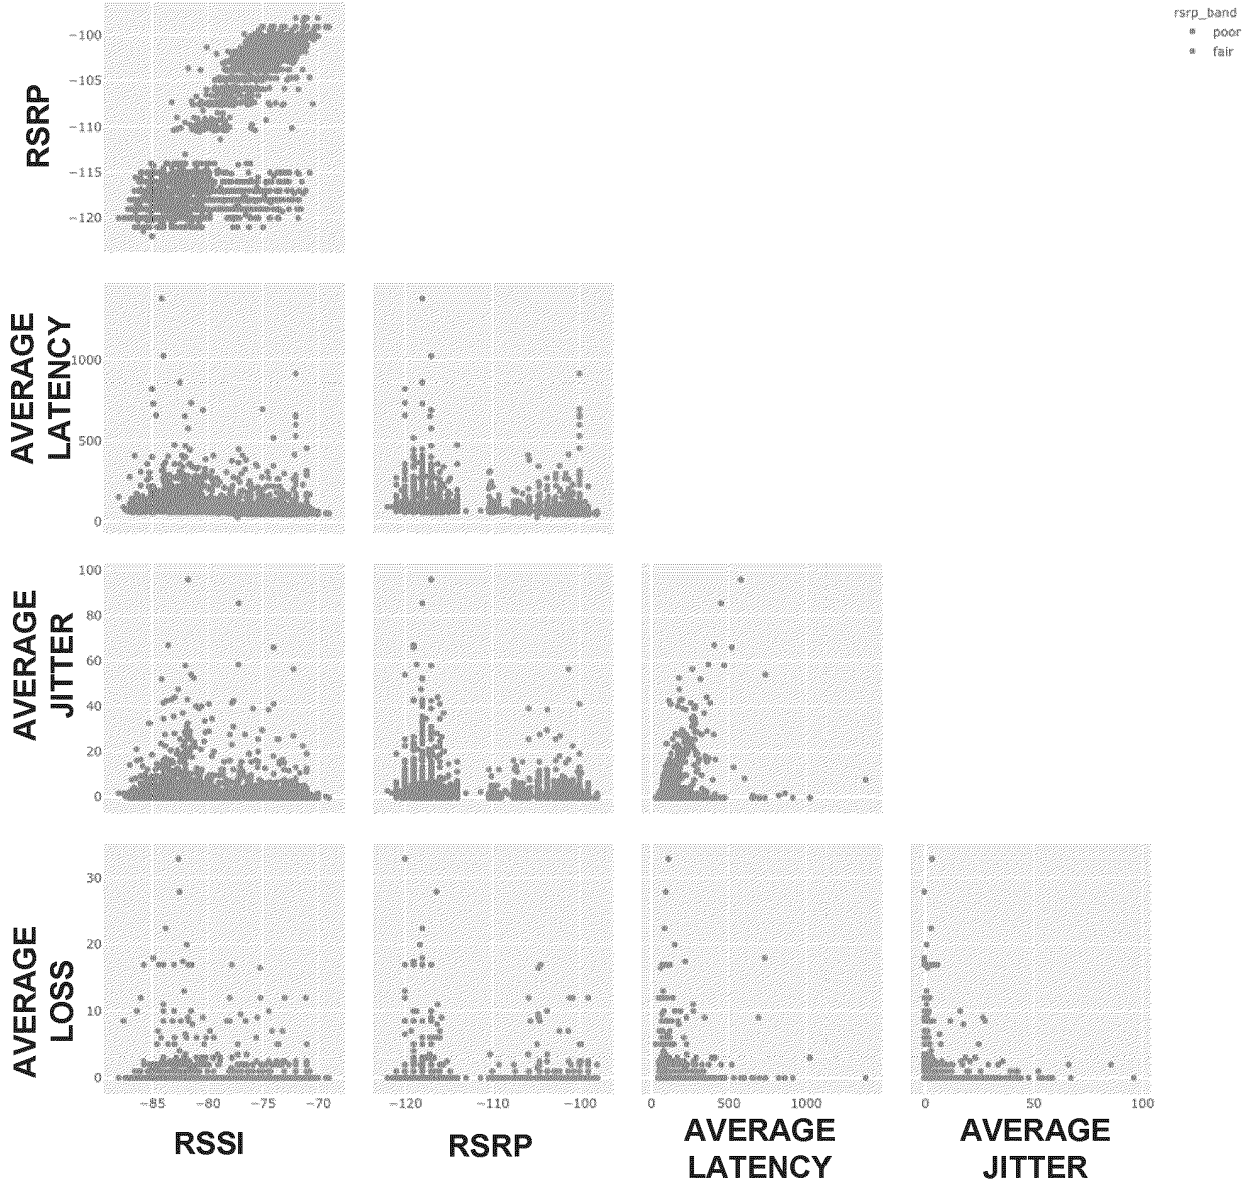 rsrp_band
poor
fair
RSRP
−100
−105
−110
−115
−120
AVERAGE
LATENCY
1000
500
0
AVERAGE
JITTER
100
80
60
40
20
0
AVERAGE
LOSS
30
20
10
0
−85 −80 −75 −70
−120 −110 −100
0 500 1000
0 50 100
RSSI
RSRP
AVERAGE
LATENCY
AVERAGE
JITTER